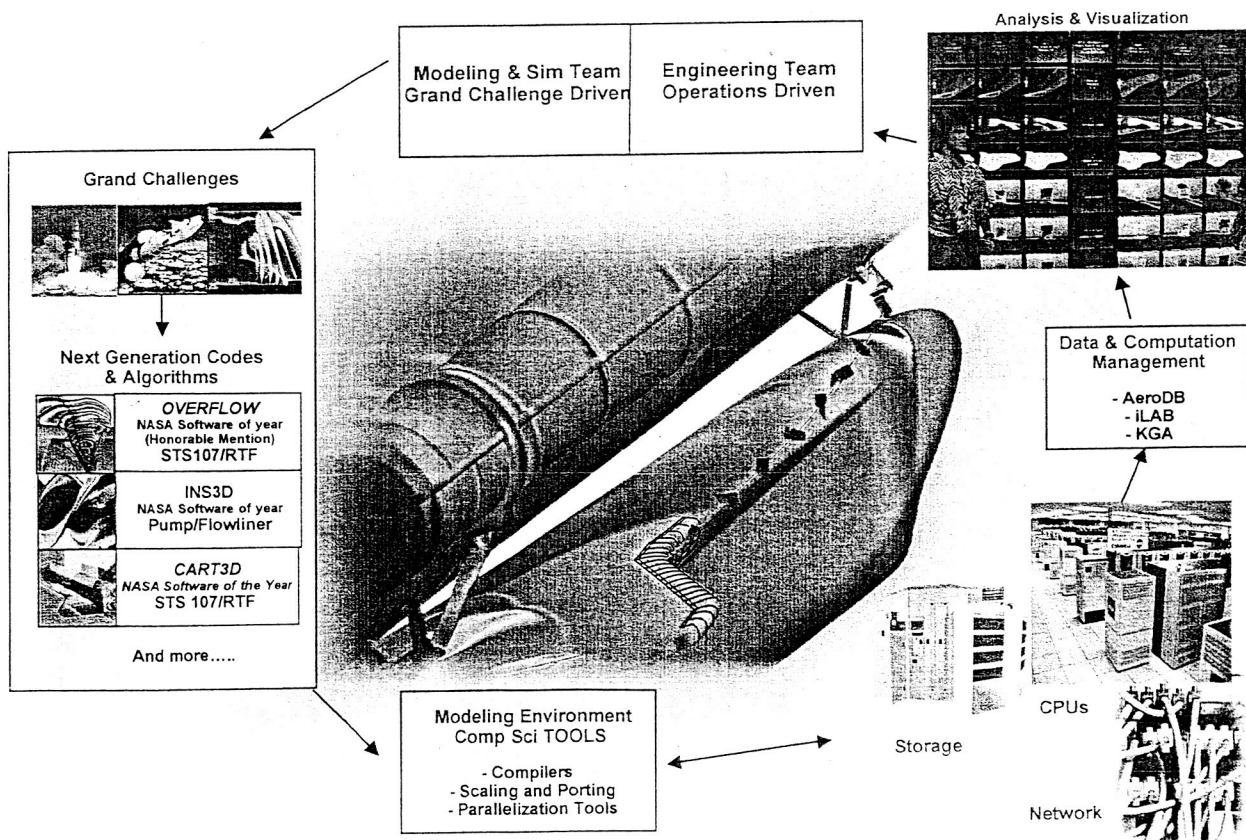 Analysis & Visualization
Modeling & Sim Team
Grand Challenge Driven
Engineering Team
Operations Driven
Grand Challenges
Next Generation Codes
& Algorithms
OVERFLOW
NASA Software of year
(Honorable Mention)
STS107/RTF
INS3D
NASA Software of year
Pump/Flowliner
CART3D
NASA Software of the Year
STS 107/RTF
And more.....
Modeling Environment
Comp Sci TOOLS
- Compilers
- Scaling and Porting
- Parallelization Tools
Data & Computation
Management
- AeroDB
- iLAB
- KGA
CPUs
Storage
Network